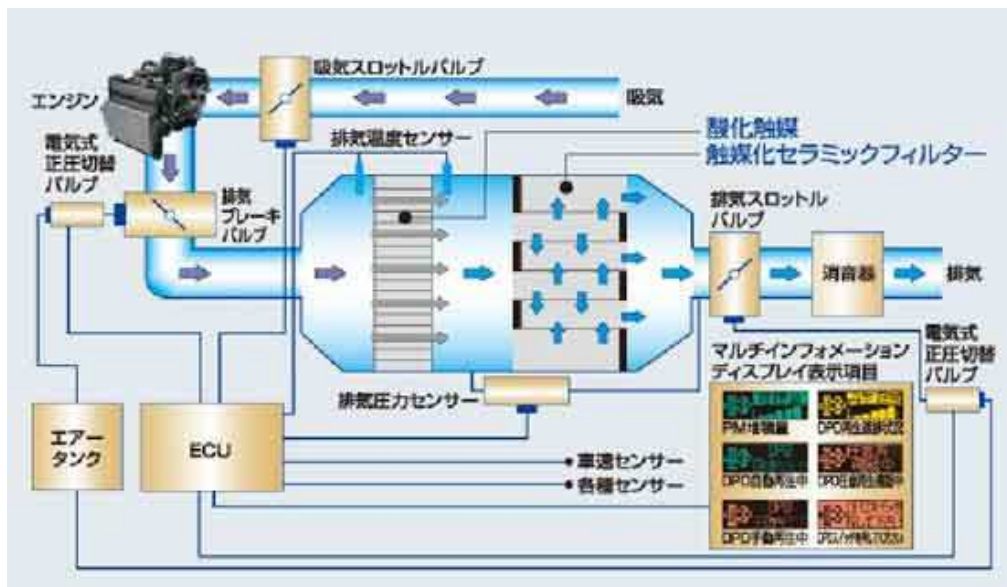 吸気スロットルバルブ
エンジン
吸気
酸化触媒
排気温度センサー
触媒化セラミックフィルター
電気式
正圧切替
バルブ
排気
ブレーキ
バルブ
排気スロットル
バルブ
消音器
排気
電気式
正圧切替
バルブ
マルチインフォメーション
ディスプレイ表示項目
排気圧力センサー
エアー
タンク
ECU
車速センサー
各種センサー
PM堆積量
DPD自動再生中
DPD手動再生中